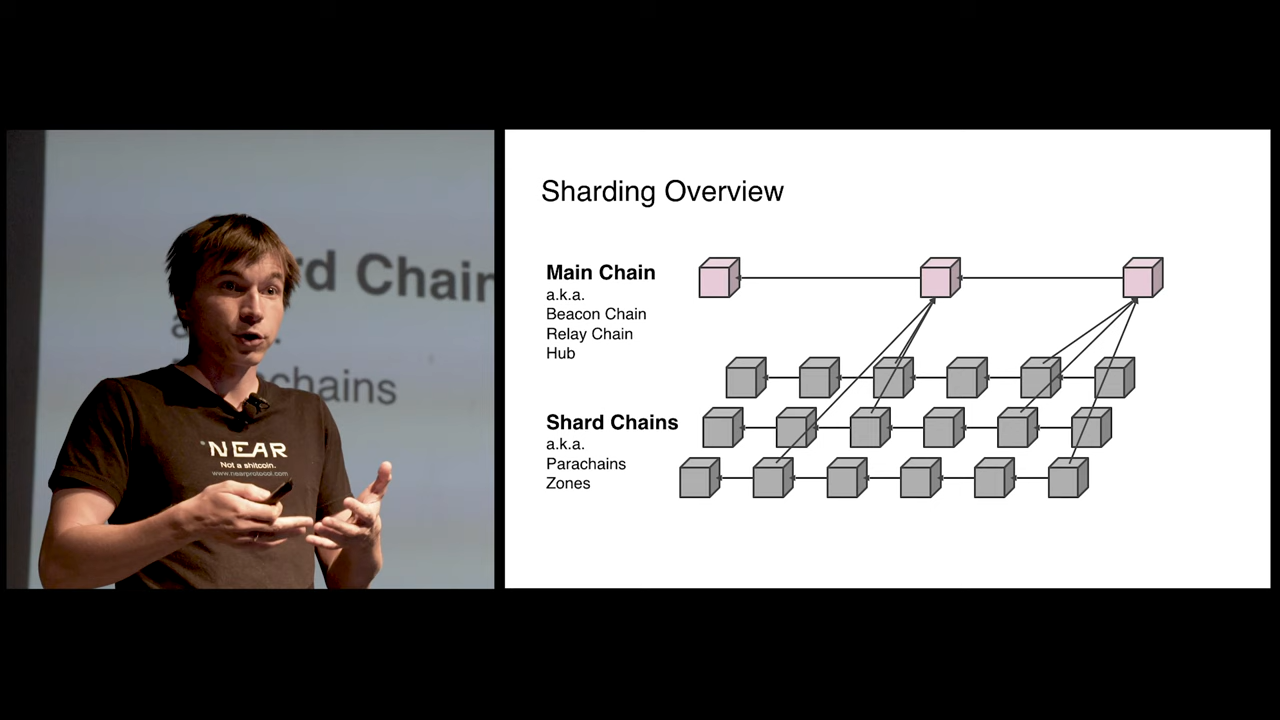 rd Chain
chains
NEAR
Not a shitcoin.
www.nearprotocol.com
Sharding Overview
Main Chain
a.k.a.
Beacon Chain
Relay Chain
Hub
Shard Chains
a.k.a.
Parachains
Zones